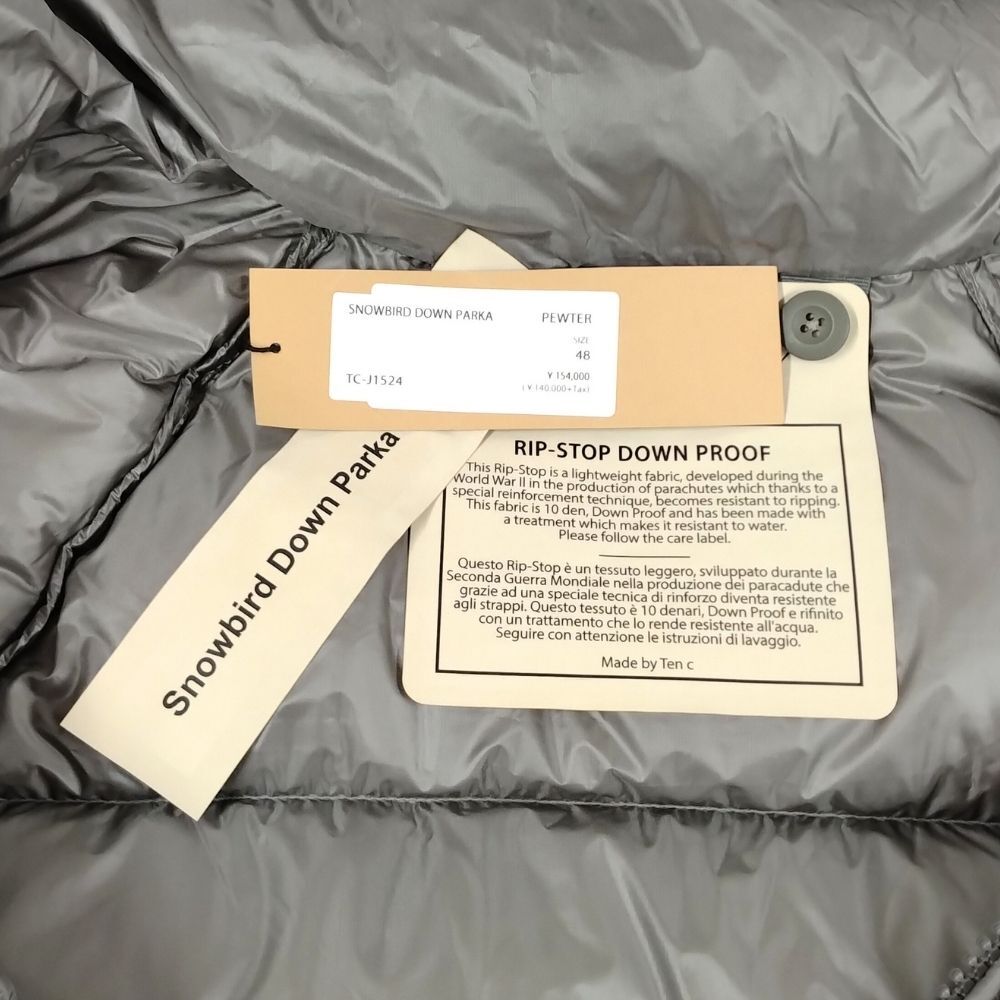 SNOWBIRD DOWN PARKA PEWTER
SIZE
48
TC-J1524 ¥ 154,000
(¥ 140,000+Tax)
Snowbird Down Parka
RIP-STOP DOWN PROOF
This Rip-Stop is a lightweight fabric, developed during the
World War II in the production of parachutes which thanks to a
special reinforcement technique, becomes resistant to ripping.
This fabric is 10 den, Down Proof and has been made with
a treatment which makes it resistant to water.
Please follow the care label.
Questo Rip-Stop è un tessuto leggero, sviluppato durante la
Seconda Guerra Mondiale nella produzione dei paracadute che
grazie ad una speciale tecnica di rinforzo diventa resistente
agli strappi. Questo tessuto è 10 denari, Down Proof e rifinito
con un trattamento che lo rende resistente all'acqua.
Seguire con attenzione le istruzioni di lavaggio.
Made by Ten c